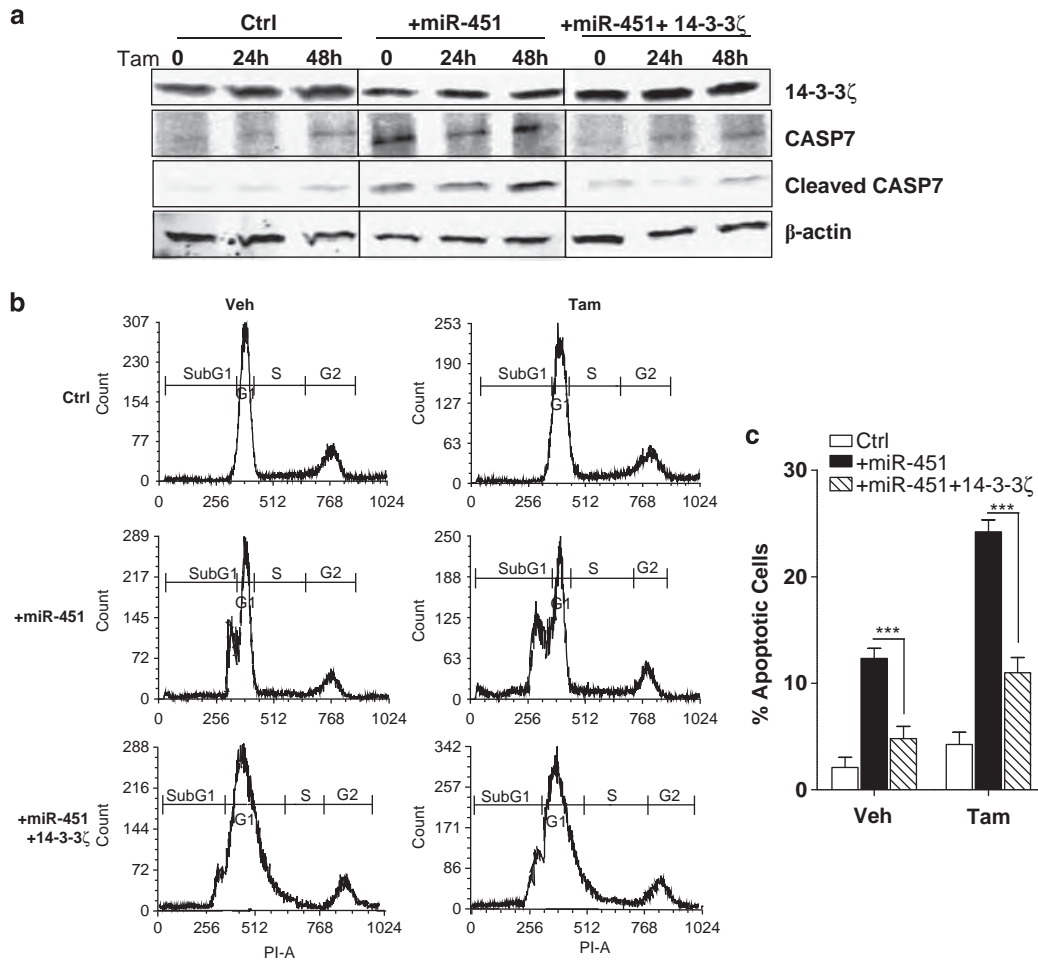 a
Ctrl +miR-451 +miR-451+ 14-3-3ζ
Tam 0 24h 48h 0 24h 48h 0 24h 48h
14-3-3ζ
CASP7
Cleaved CASP7
β-actin
b
Veh
Ctrl
Count
307
230
154
77
0
SubG1 G1 S G2
0 256 512 768 1024
Tam
Count
253
190
127
63
0
SubG1 G1 S G2
0 256 512 768 1024
+miR-451
Count
289
217
145
72
0
SubG1 G1 S G2
0 256 512 768 1024
Count
250
188
125
63
0
SubG1 G1 S G2
0 256 512 768 1024
+miR-451
+14-3-3ζ
Count
288
216
144
72
0
SubG1 G1 S G2
0 256 512 768 1024
PI-A
Count
342
257
171
86
0
SubG1 G1 S G2
0 256 512 768 1024
PI-A
c
Ctrl
+miR-451
+miR-451+14-3-3ζ
% Apoptotic Cells
30
20
10
0
***
***
Veh Tam